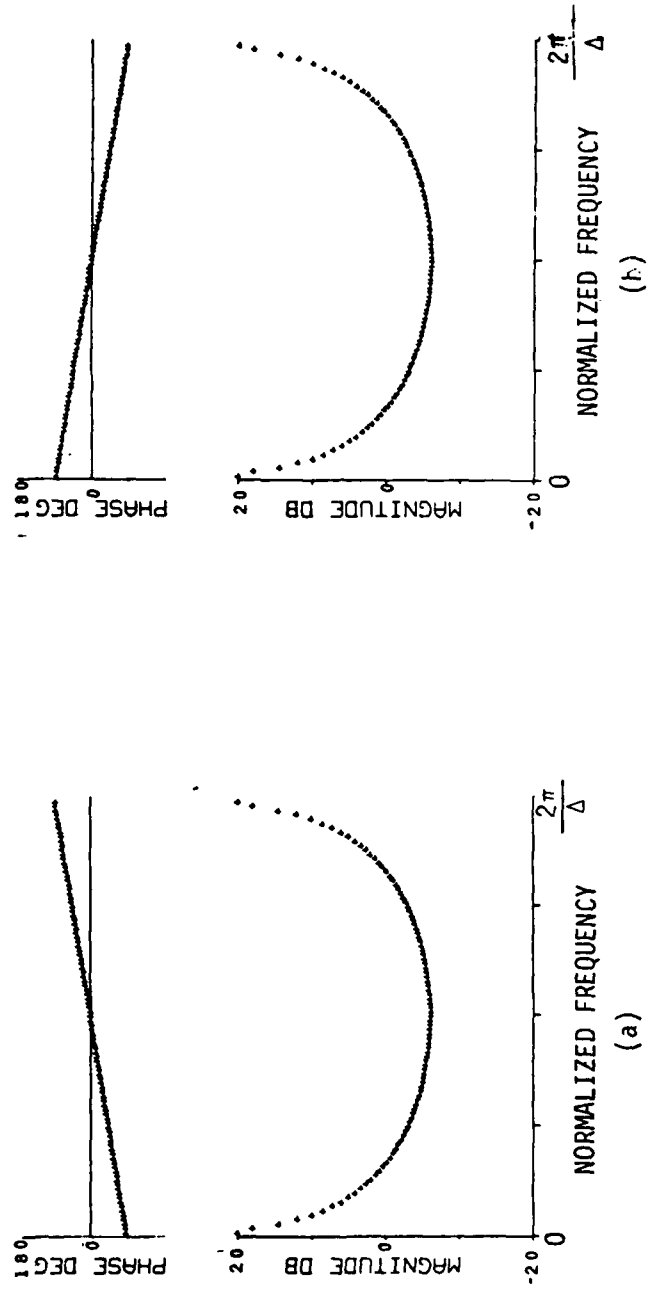 180
0
PHASE DEG
20
0
-20
MAGNITUDE DB
0
2π
Δ
NORMALIZED FREQUENCY
(a)
180
0
PHASE DEG
20
0
-20
MAGNITUDE DB
0
2π
Δ
NORMALIZED FREQUENCY
(b)